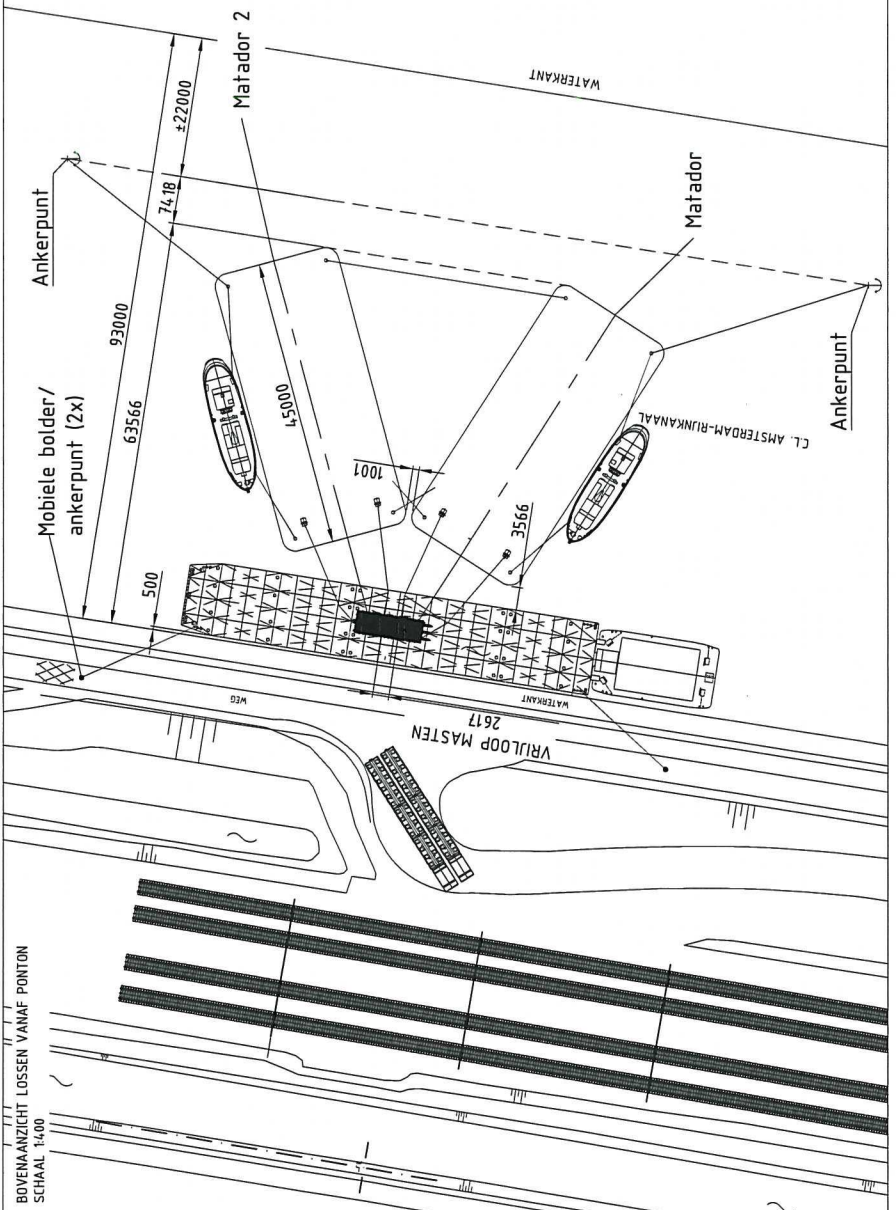 BOVENAANZICHT LOSSEN VANAF PONTON
SCHAAL 1:400
Mobiele bolder/
ankerpunt (2x)
Ankerpunt
Matador 2
93000
±22000
7418
63566
45000
500
1001
3566
2617
VRIJLOOP MASTEN
WEG
WATERKANT
WATERKANT
C.L. AMSTERDAM-RIJNKANAAL
Matador
Ankerpunt